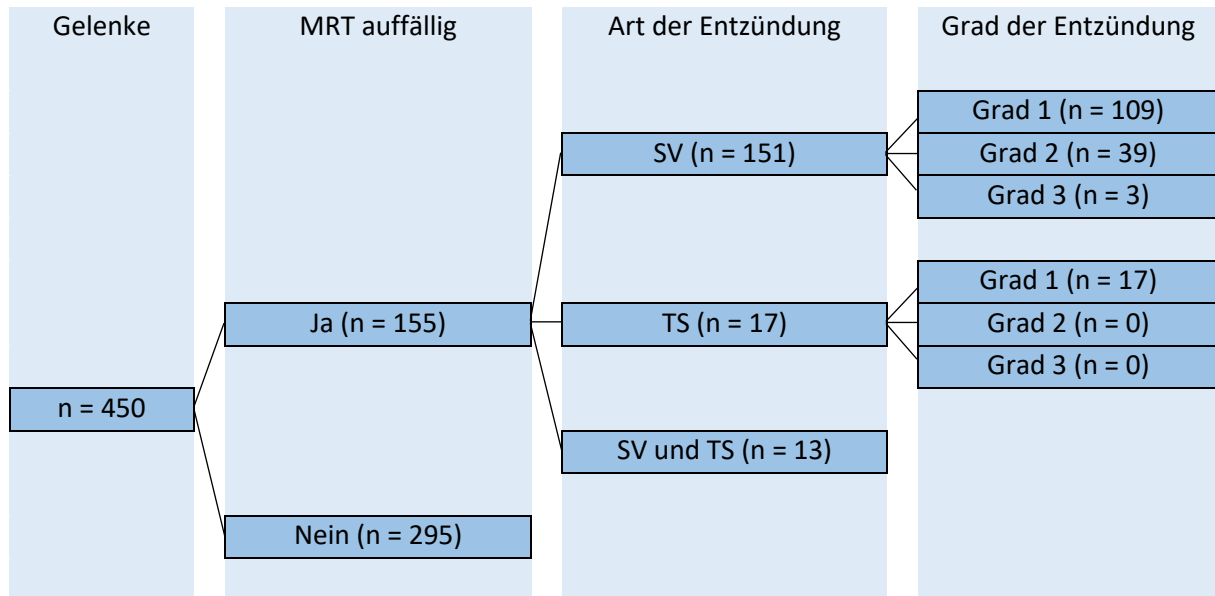 Gelenke
MRT auffällig
Art der Entzündung
Grad der Entzündung
n = 450
Ja (n = 155)
Nein (n = 295)
SV (n = 151)
TS (n = 17)
SV und TS (n = 13)
Grad 1 (n = 109)
Grad 2 (n = 39)
Grad 3 (n = 3)
Grad 1 (n = 17)
Grad 2 (n = 0)
Grad 3 (n = 0)